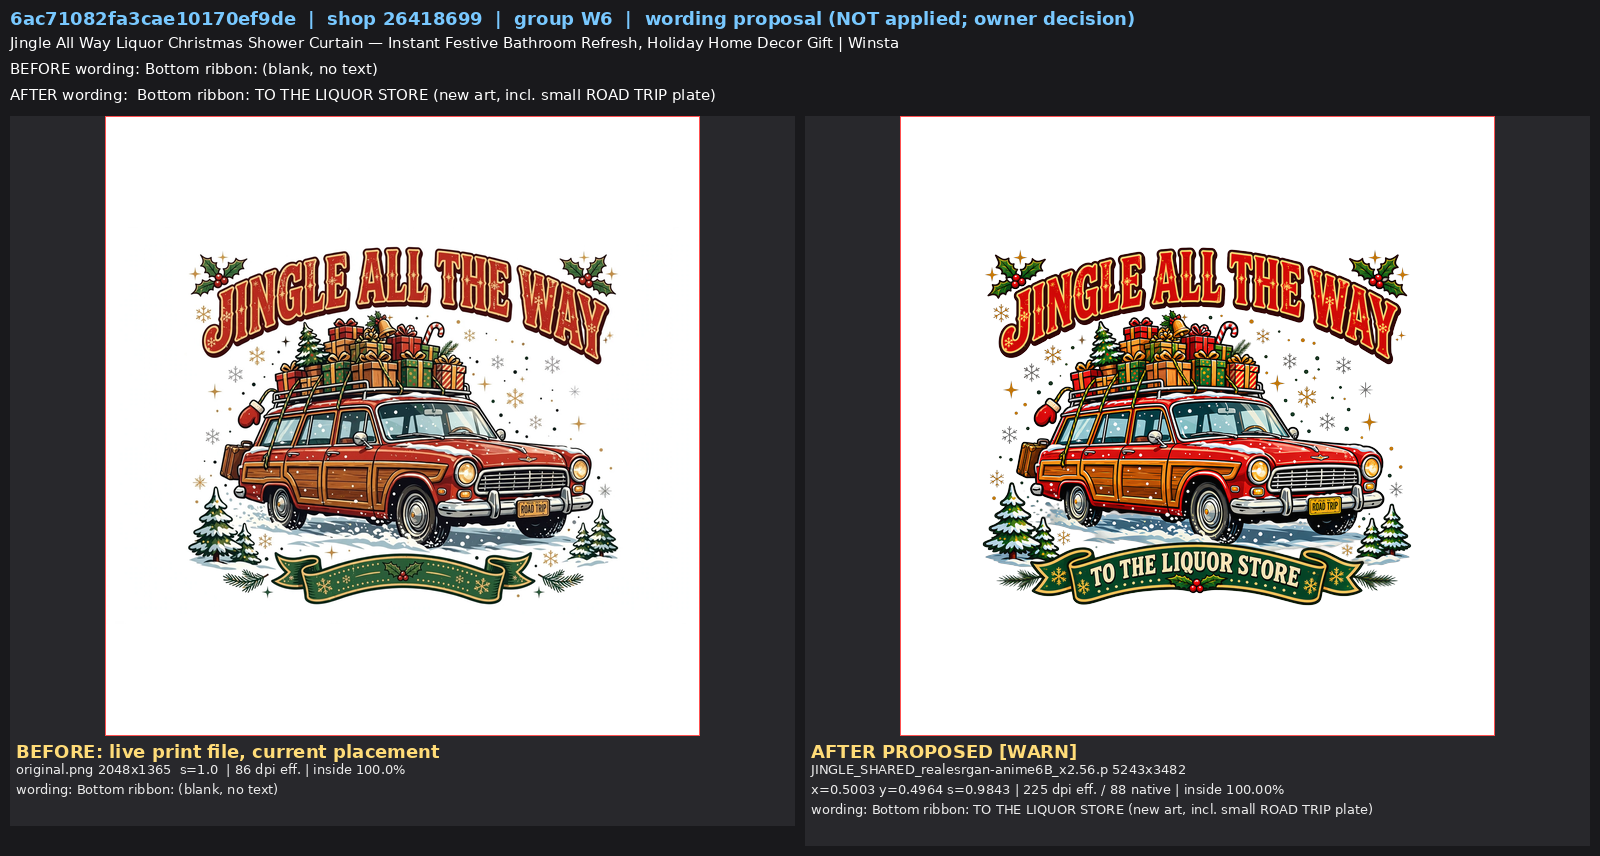 6ac71082fa3cae10170ef9de | shop 26418699 | group W6 | wording proposal (NOT applied; owner decision)
Jingle All Way Liquor Christmas Shower Curtain — Instant Festive Bathroom Refresh, Holiday Home Decor Gift | Winsta
BEFORE wording: Bottom ribbon: (blank, no text)
AFTER wording: Bottom ribbon: TO THE LIQUOR STORE (new art, incl. small ROAD TRIP plate)
JINGLE ALL THE WAY
ROAD TRIP
BEFORE: live print file, current placement
original.png 2048x1365 s=1.0 | 86 dpi eff. | inside 100.0%
wording: Bottom ribbon: (blank, no text)
JINGLE ALL THE WAY
ROAD TRIP
TO THE LIQUOR STORE
AFTER PROPOSED [WARN]
JINGLE_SHARED_realesrgan-anime6B_x2.56.p 5243x3482
x=0.5003 y=0.4964 s=0.9843 | 225 dpi eff. / 88 native | inside 100.00%
wording: Bottom ribbon: TO THE LIQUOR STORE (new art, incl. small ROAD TRIP plate)